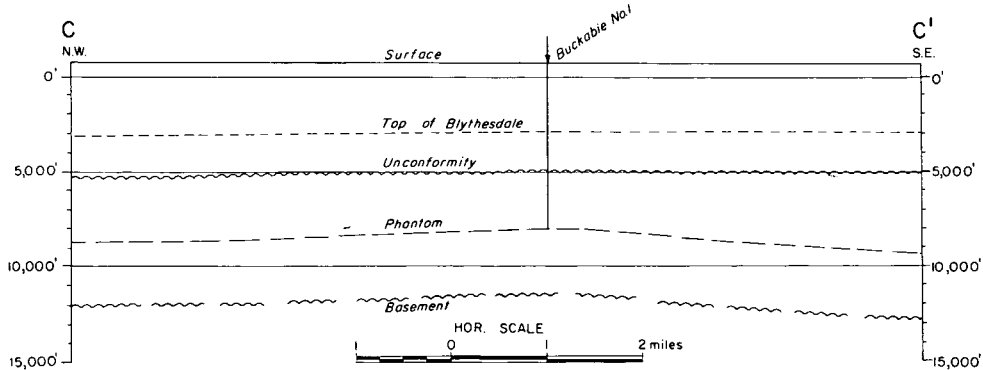 C
N.W.
Buckabie No.1
C'
S.E.
Surface
0'
0'
Top of Blythesdale
Unconformity
5,000'
5,000'
Phantom
10,000'
10,000'
Basement
HOR. SCALE
1 0 1 2 miles
15,000'
15,000'